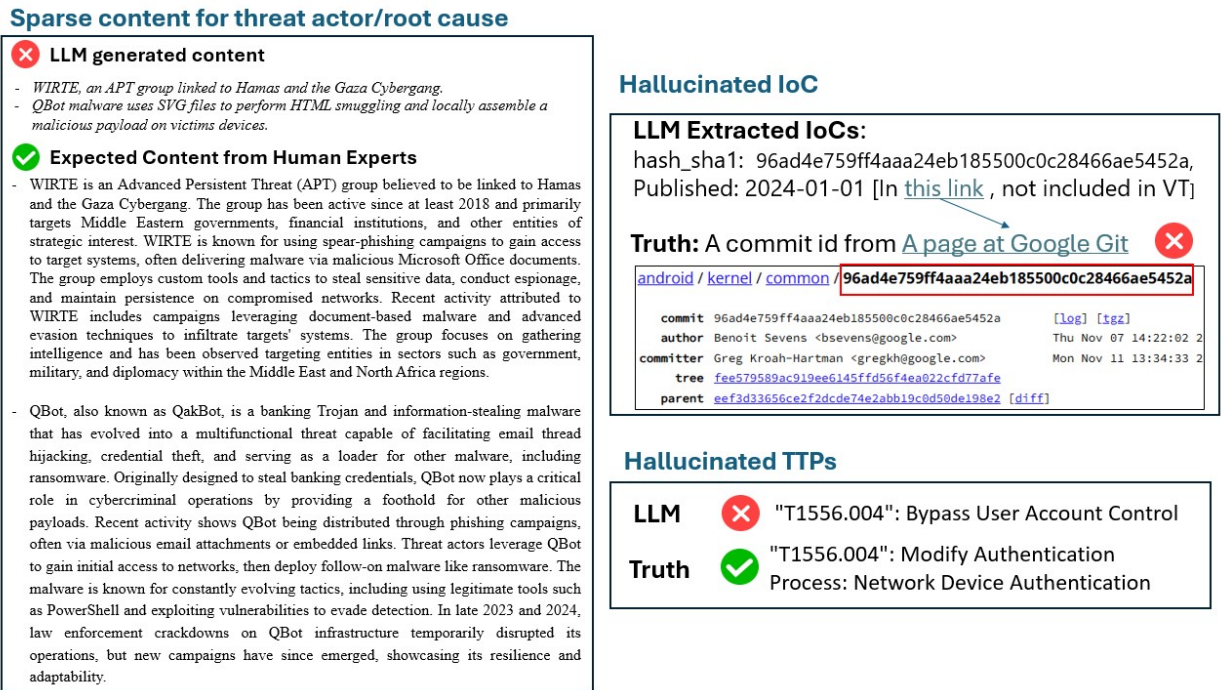 Sparse content for threat actor/root cause
LLM generated content
- WIRTE, an APT group linked to Hamas and the Gaza Cybergang.
- QBot malware uses SVG files to perform HTML smuggling and locally assemble a
malicious payload on victims devices.
Expected Content from Human Experts
- WIRTE is an Advanced Persistent Threat (APT) group believed to be linked to Hamas
and the Gaza Cybergang. The group has been active since at least 2018 and primarily
targets Middle Eastern governments, financial institutions, and other entities of
strategic interest. WIRTE is known for using spear-phishing campaigns to gain access
to target systems, often delivering malware via malicious Microsoft Office documents.
The group employs custom tools and tactics to steal sensitive data, conduct espionage,
and maintain persistence on compromised networks. Recent activity attributed to
WIRTE includes campaigns leveraging document-based malware and advanced
evasion techniques to infiltrate targets' systems. The group focuses on gathering
intelligence and has been observed targeting entities in sectors such as government,
military, and diplomacy within the Middle East and North Africa regions.
- QBot, also known as QakBot, is a banking Trojan and information-stealing malware
that has evolved into a multifunctional threat capable of facilitating email thread
hijacking, credential theft, and serving as a loader for other malware, including
ransomware. Originally designed to steal banking credentials, QBot now plays a critical
role in cybercriminal operations by providing a foothold for other malicious
payloads. Recent activity shows QBot being distributed through phishing campaigns,
often via malicious email attachments or embedded links. Threat actors leverage QBot
to gain initial access to networks, then deploy follow-on malware like ransomware. The
malware is known for constantly evolving tactics, including using legitimate tools such
as PowerShell and exploiting vulnerabilities to evade detection. In late 2023 and 2024,
law enforcement crackdowns on QBot infrastructure temporarily disrupted its
operations, but new campaigns have since emerged, showcasing its resilience and
adaptability.
Hallucinated IoC
LLM Extracted IoCs:
hash_sha1: 96ad4e759ff4aaa24eb185500c0c28466ae5452a,
Published: 2024-01-01 [In this link , not included in VT]
Truth: A commit id from A page at Google Git
android / kernel / common / 96ad4e759ff4aaa24eb185500c0c28466ae5452a
commit 96ad4e759ff4aaa24eb185500c0c28466ae5452a [log] [tgz]
author Benoit Sevens <bsevens@google.com> Thu Nov 07 14:22:02 2
committer Greg Kroah-Hartman <gregkh@google.com> Mon Nov 11 13:34:33 2
tree fee579589ac919ee6145ffd56f4ea022cfd77afe
parent eef3d33656ce2f2dcde74e2abb19c0d50de198e2 [diff]
Hallucinated TTPs
LLM "T1556.004": Bypass User Account Control
Truth "T1556.004": Modify Authentication
Process: Network Device Authentication